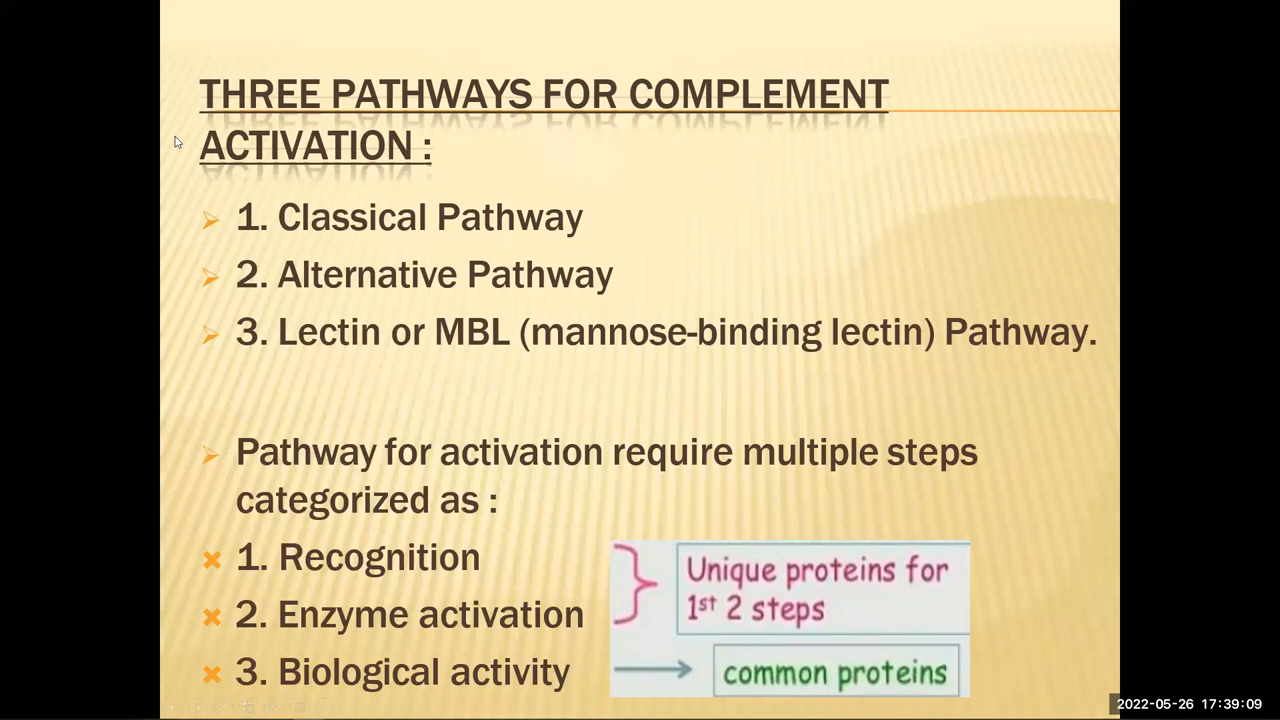 THREE PATHWAYS FOR COMPLEMENT
ACTIVATION :
1. Classical Pathway
2. Alternative Pathway
3. Lectin or MBL (mannose-binding lectin) Pathway.
Pathway for activation require multiple steps
categorized as :
1. Recognition
2. Enzyme activation
3. Biological activity
Unique proteins for
1st 2 steps
common proteins
2022-05-26 17:39:09